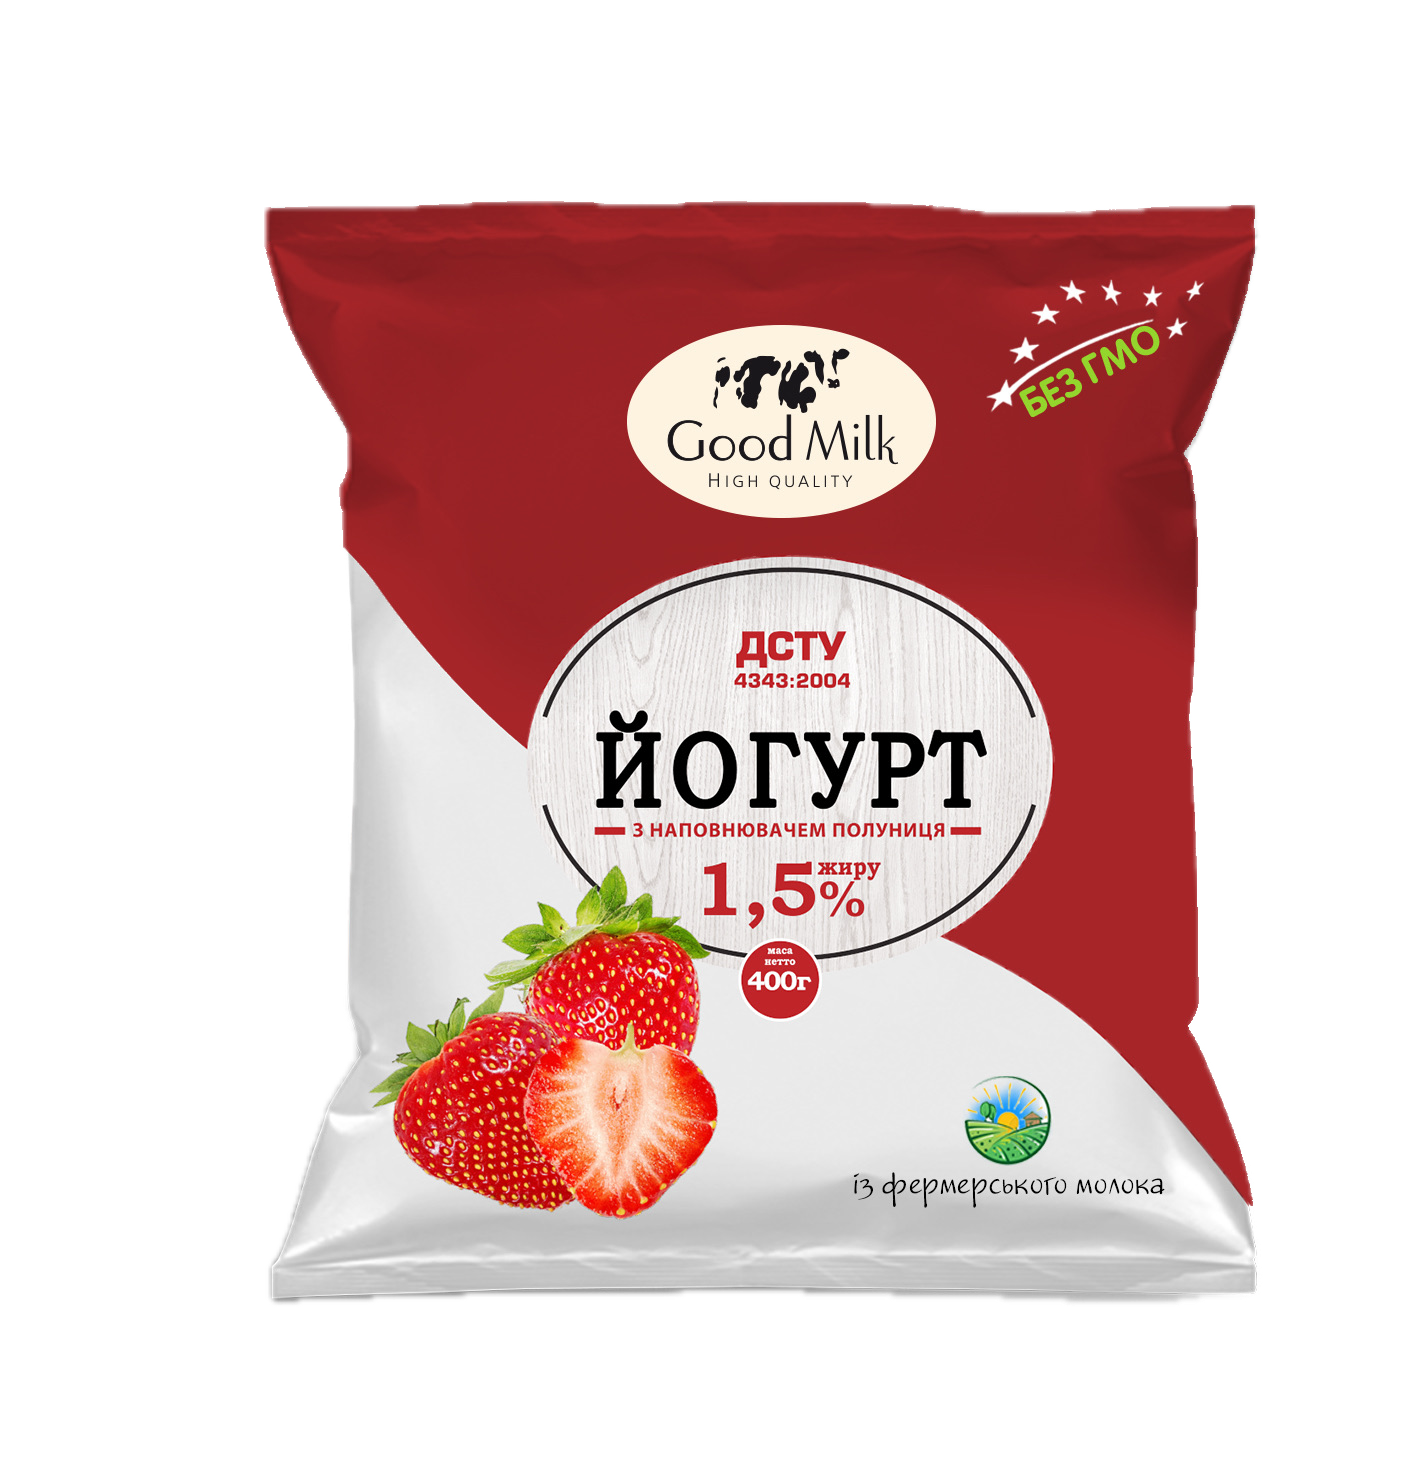 Good Milk
HIGH QUALITY
БЕЗ ГМО
ДСТУ
4343:2004
ЙОГУРТ
З НАПОВНЮВАЧЕМ ПОЛУНИЦЯ
1,5% жиру
маса
нетто
400г
із фермерського молока